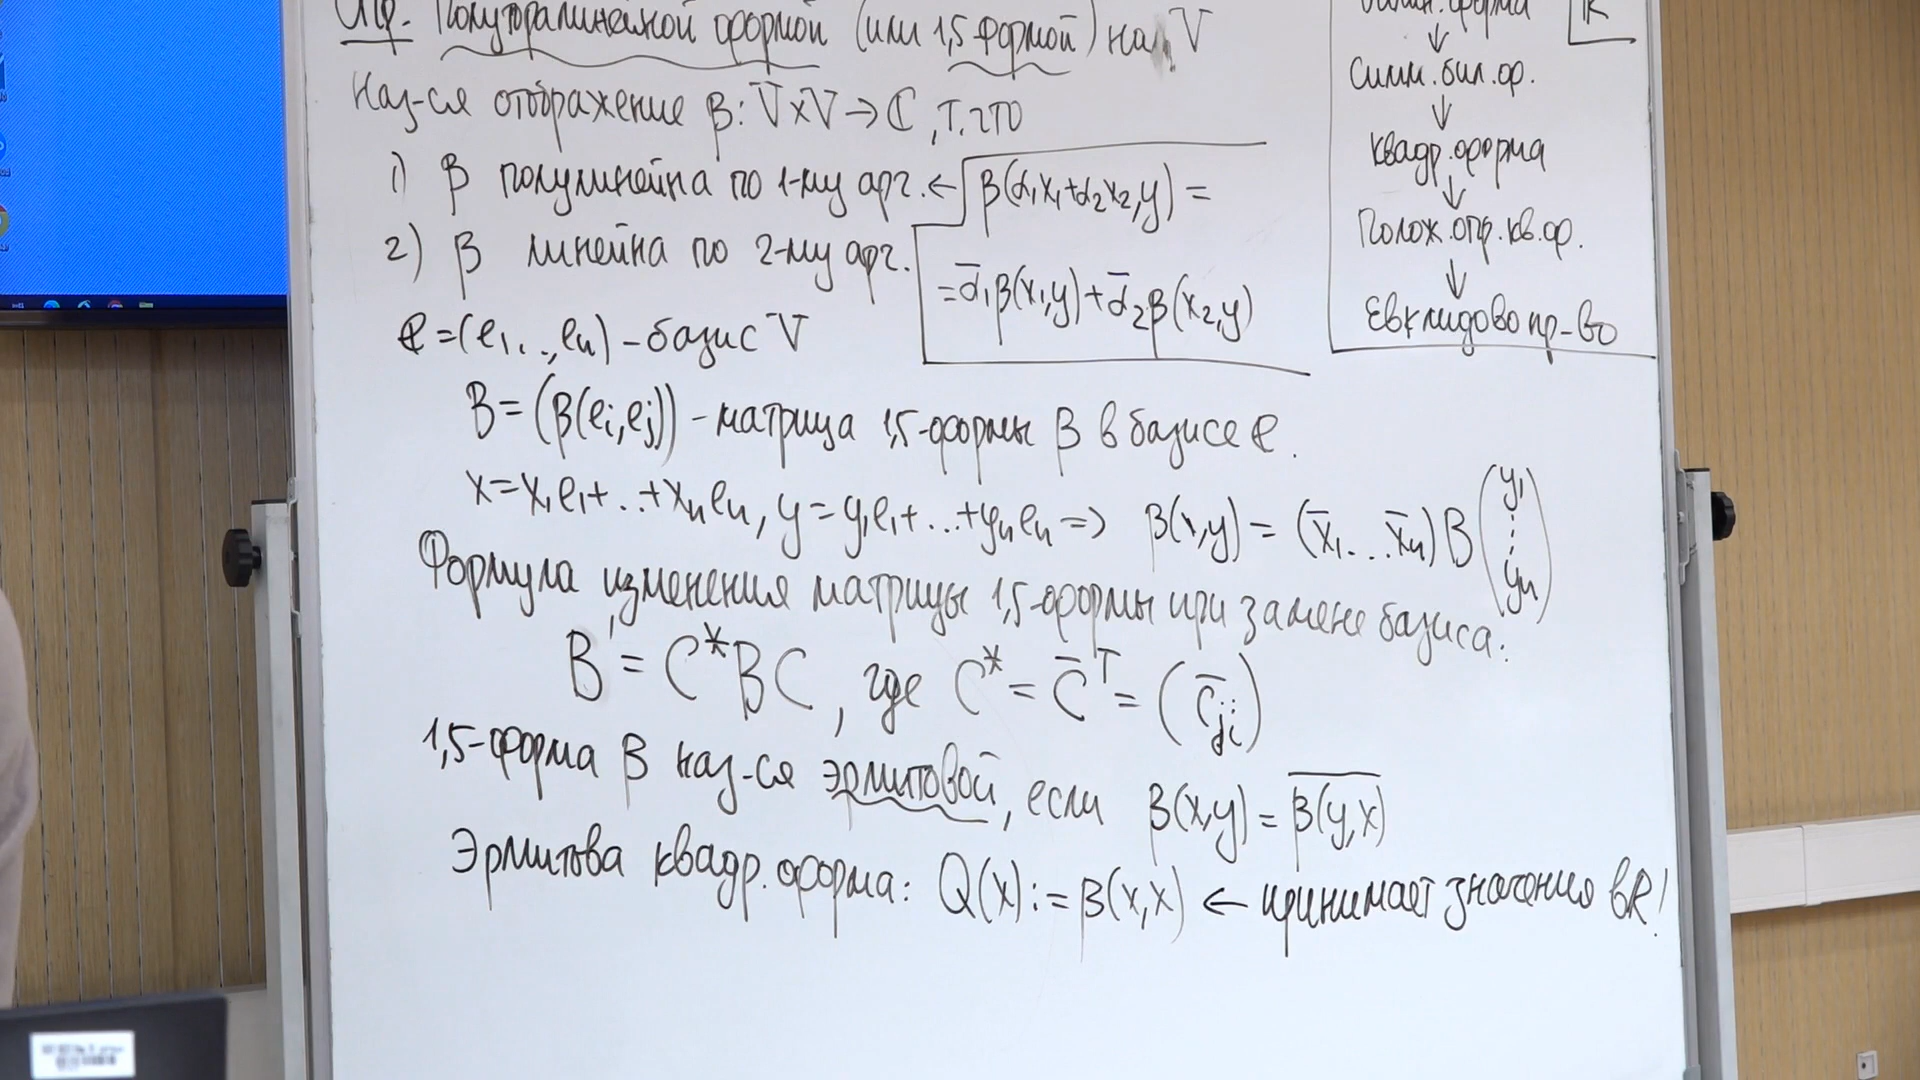 Опр. Полуторалинейной формой (или 1,5 формой) на V
наз-ся отображение β: V×V → ℂ, т.что
1) β полулинейна по 1-му арг. ← β(α₁x₁+α₂x₂,y) =
= ᾱ₁β(x₁,y)+ᾱ₂β(x₂,y)
2) β линейна по 2-му арг.
e = (e₁,..,eₙ) – базис V
B = (β(eᵢ,eⱼ)) – матрица 1,5-формы β в базисе e.
x = x₁e₁+...+xₙeₙ, y = y₁e₁+...+yₙeₙ ⇒ β(x,y) = (x̄₁...x̄ₙ) B (y₁ ⋮ yₙ)
Формула изменения матрицы 1,5-формы при замене базиса:
B' = C*BC, где C* = C̄ᵀ = (c̄ⱼᵢ)
1,5-форма β наз-ся эрмитовой, если β(x,y) = \overline{β(y,x)}
Эрмитова квадр. форма: Q(x) := β(x,x) ← принимает значения в ℝ!
форма
ℝ
↓
Симм. бил. ф.
↓
Квадр. форма
↓
Полож. опр. кв. ф.
↓
Евклидово пр-во